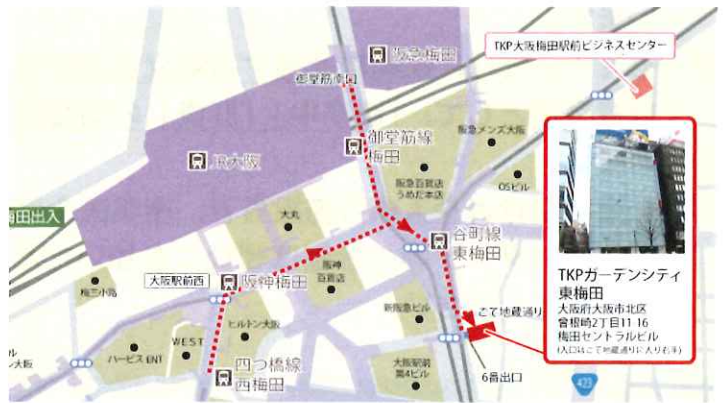 TKP大阪梅田駅前ビジネスセンター
阪急梅田
御堂筋南口
御堂筋線
梅田
阪急メンズ大阪
JR大阪
阪急百貨店
うめだ本店
OSビル
梅田出入
大丸
谷町線
東梅田
大阪駅前西
阪神梅田
阪神
百貨店
梅三小路
新阪急ビル
こて地蔵通り
ヒルトン大阪
WEST
ハービスENT
ン大阪
四つ橋線
西梅田
大阪駅前
第4ビル
6番出口
TKPガーデンシティ
東梅田
大阪府大阪市北区
曾根崎2丁目11-16
梅田セントラルビル
(入口はこて地蔵通りに入り右手)
423